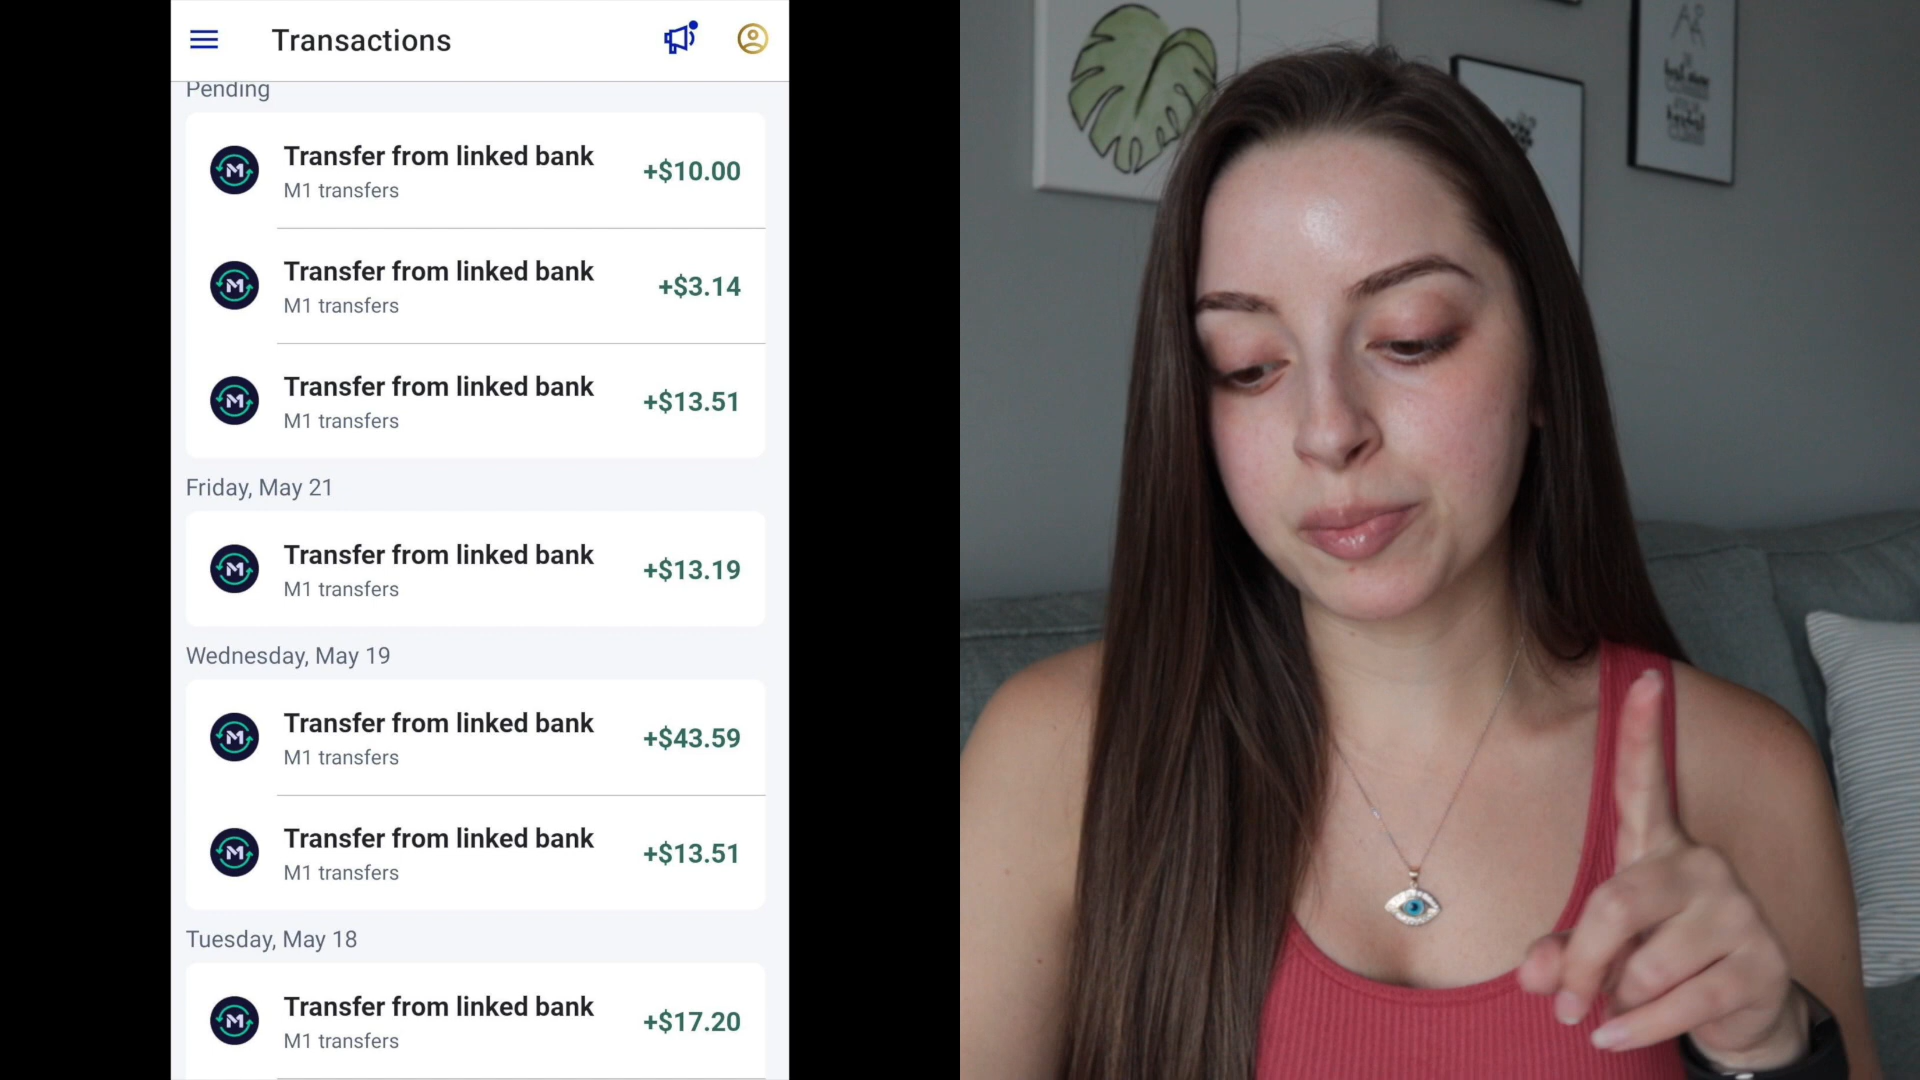 Transactions
Pending
Transfer from linked bank
+$10.00
M1 transfers
Transfer from linked bank
+$3.14
M1 transfers
Transfer from linked bank
+$13.51
M1 transfers
Friday, May 21
Transfer from linked bank
+$13.19
M1 transfers
Wednesday, May 19
Transfer from linked bank
+$43.59
M1 transfers
Transfer from linked bank
+$13.51
M1 transfers
Tuesday, May 18
Transfer from linked bank
+$17.20
M1 transfers